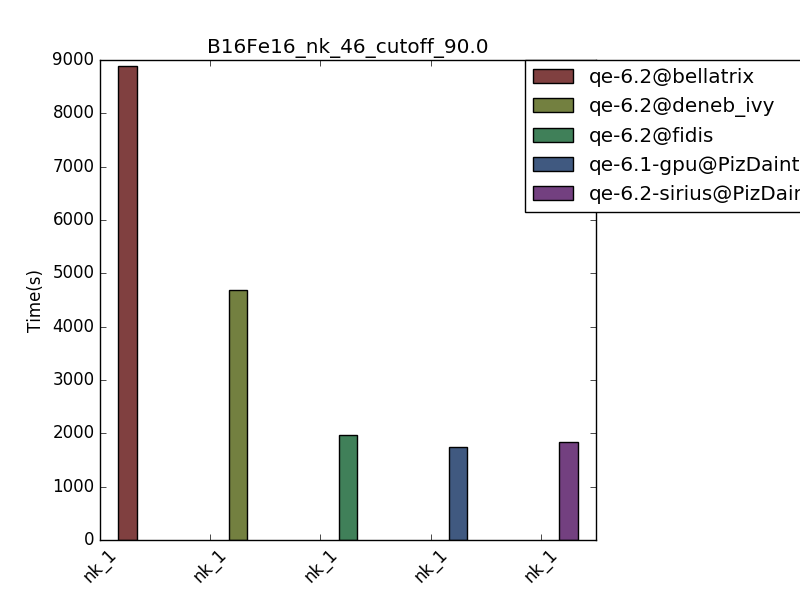 B16Fe16_nk_46_cutoff_90.0
9000
8000
7000
6000
5000
4000
3000
2000
1000
0
Time(s)
nk_1
nk_1
nk_1
nk_1
nk_1
qe-6.2@bellatrix
qe-6.2@deneb_ivy
qe-6.2@fidis
qe-6.1-gpu@PizDaint
qe-6.2-sirius@PizDair